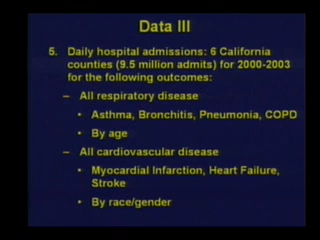 Data III
5. Daily hospital admissions: 6 California
counties (9.5 million admits) for 2000-2003
for the following outcomes:
– All respiratory disease
• Asthma, Bronchitis, Pneumonia, COPD
• By age
– All cardiovascular disease
• Myocardial Infarction, Heart Failure,
Stroke
• By race/gender